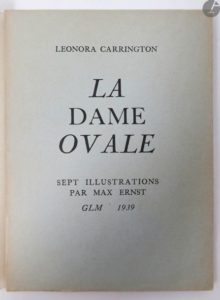 LEONORA CARRINGTON
LA
DAME
OVALE
SEPT ILLUSTRATIONS
PAR MAX ERNST
GLM 1939